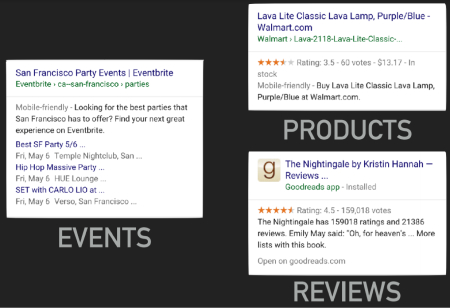 San Francisco Party Events | Eventbrite
Eventbrite › ca--san-francisco › parties
Mobile-friendly - Looking for the best parties that
San Francisco has to offer? Find your next great
experience on Eventbrite.
Best SF Party 5/6 ...
Fri, May 6 Temple Nightclub, San ...
Hip Hop Massive Party ...
Fri, May 6 HUE Lounge ...
SET with CARLO LIO at ...
Fri, May 6 Verso, San Francisco ...
EVENTS
Lava Lite Classic Lava Lamp, Purple/Blue -
Walmart.com
Walmart › Lava-2118-Lava-Lite-Classic-...
Rating: 3.5 - 60 votes - $13.17 - In
stock
Mobile-friendly - Buy Lava Lite Classic Lava Lamp,
Purple/Blue at Walmart.com.
PRODUCTS
g
The Nightingale by Kristin Hannah —
Reviews ...
Goodreads app - Installed
Rating: 4.5 - 159,018 votes
The Nightingale has 159018 ratings and 21386
reviews. Emily May said: "Oh, for heaven's ... More
lists with this book.
Open on goodreads.com
REVIEWS